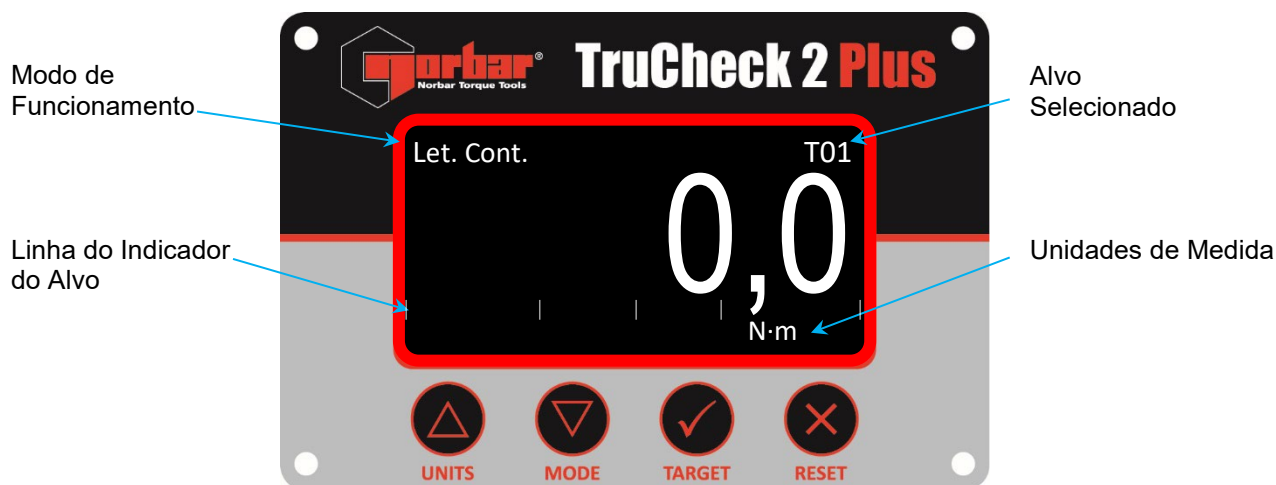 Modo de
Funcionamento
Linha do Indicador
do Alvo
norbar®
Norbar Torque Tools
TruCheck 2 Plus
Let. Cont.
T01
0,0
N·m
UNITS
MODE
TARGET
RESET
Alvo
Selecionado
Unidades de Medida